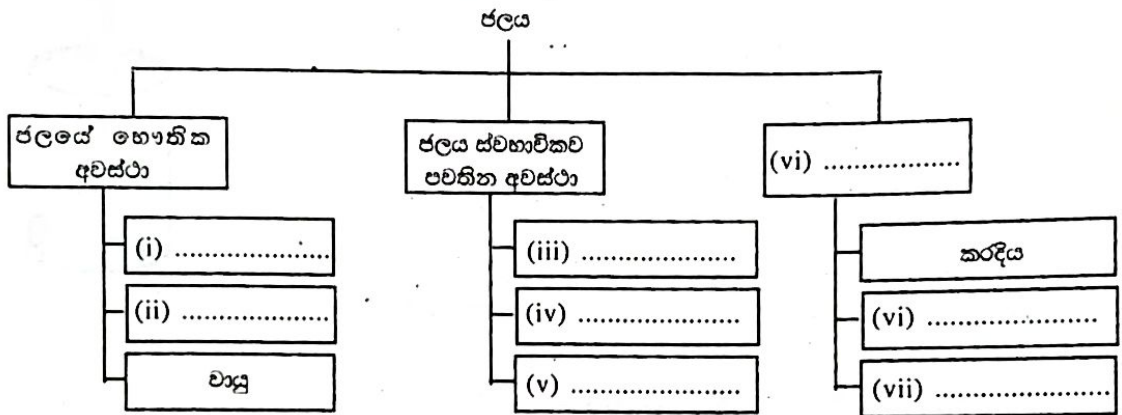 ජලය
ජලයේ භෞතික
අවස්ථා
(i) ......................
(ii) .....................
වායු
ජලය ස්වභාවිකව
පවතින අවස්ථා
(iii) ......................
(iv) .......................
(v) ........................
(vi) ...................
කරදිය
(vi) ........................
(vii) .........................